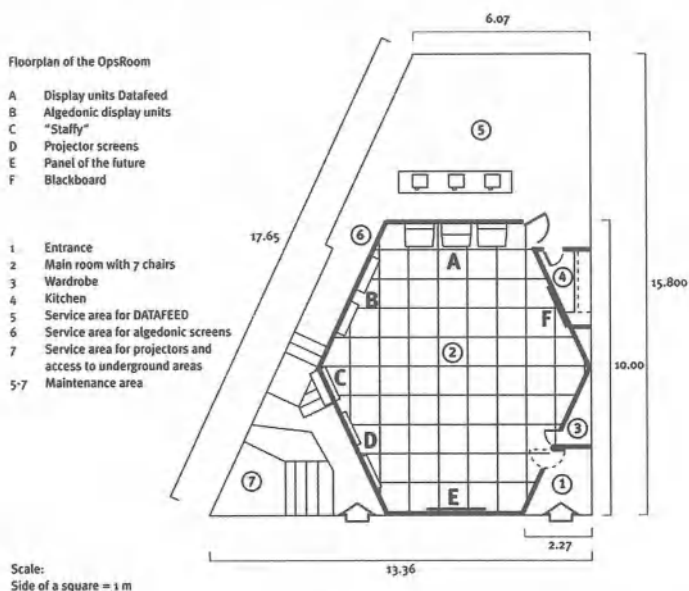 6.07
Floorplan of the OpsRoom
A Display units Datafeed
B Algedonic display units
C "Staffy"
D Projector screens
E Panel of the future
F Blackboard
1 Entrance
2 Main room with 7 chairs
3 Wardrobe
4 Kitchen
5 Service area for DATAFEED
6 Service area for algedonic screens
7 Service area for projectors and
access to underground areas
5-7 Maintenance area
5
17.65
6
A
4
15.800
B
F
2
10.00
C
D
3
7
E
1
2.27
13.36
Scale:
Side of a square = 1 m